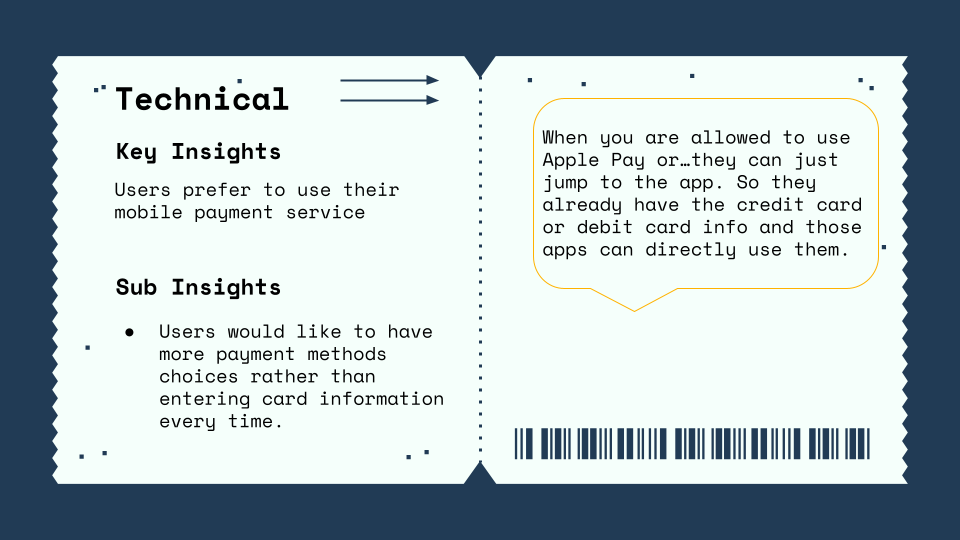 Technical
Key Insights
Users prefer to use their
mobile payment service
Sub Insights
● Users would like to have
more payment methods
choices rather than
entering card information
every time.
When you are allowed to use
Apple Pay or…they can just
jump to the app. So they
already have the credit card
or debit card info and those
apps can directly use them.